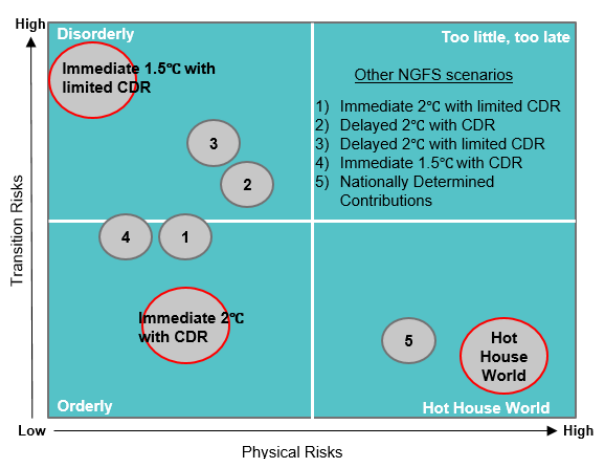 High
Disorderly
Too little, too late
Immediate 1.5℃ with
limited CDR
Other NGFS scenarios
1) Immediate 2℃ with limited CDR
2) Delayed 2℃ with CDR
3) Delayed 2℃ with limited CDR
4) Immediate 1.5℃ with CDR
5) Nationally Determined
Contributions
3
2
Transition Risks
4
1
Immediate 2℃
with CDR
5
Hot
House
World
Orderly
Hot House World
Low
High
Physical Risks